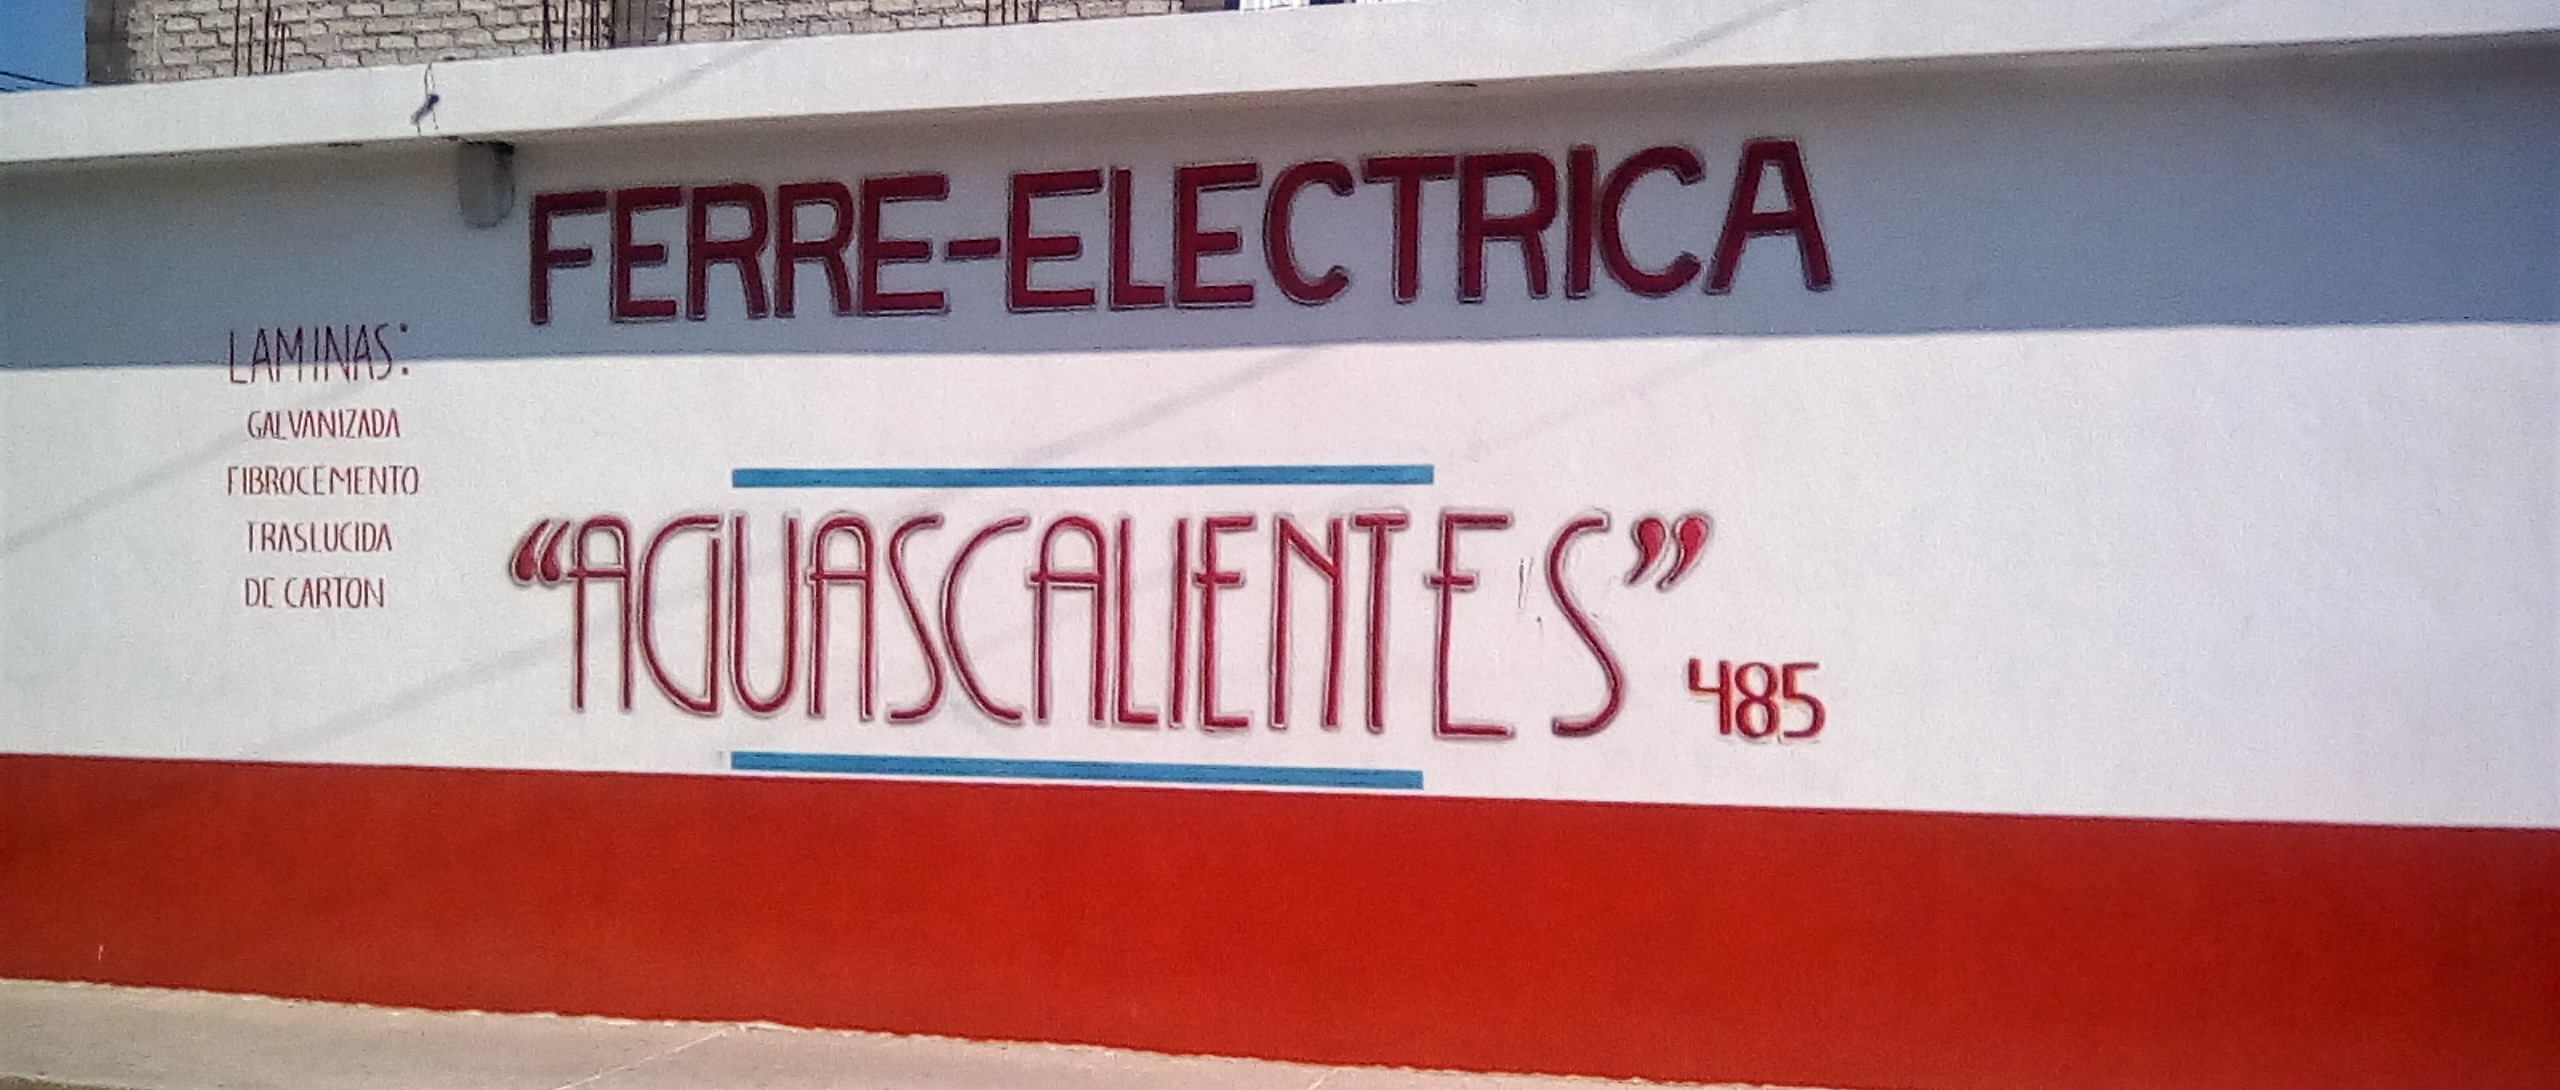 FERRE-ELECTRICA
LAMINAS:
GALVANIZADA
FIBROCEMENTO
TRASLUCIDA
DE CARTON
“AGUASCALIENTES”
485